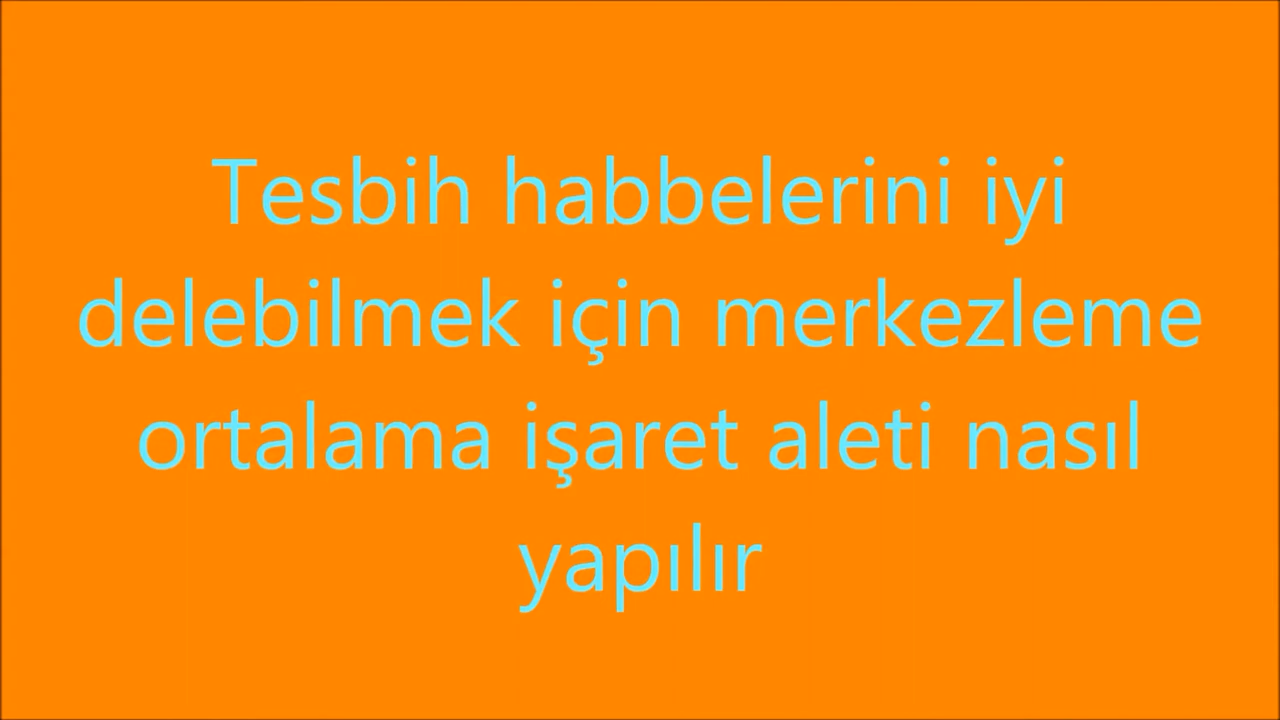 Tesbih habbelerini iyi
delebilmek için merkezleme
ortalama işaret aleti nasıl
yapılır